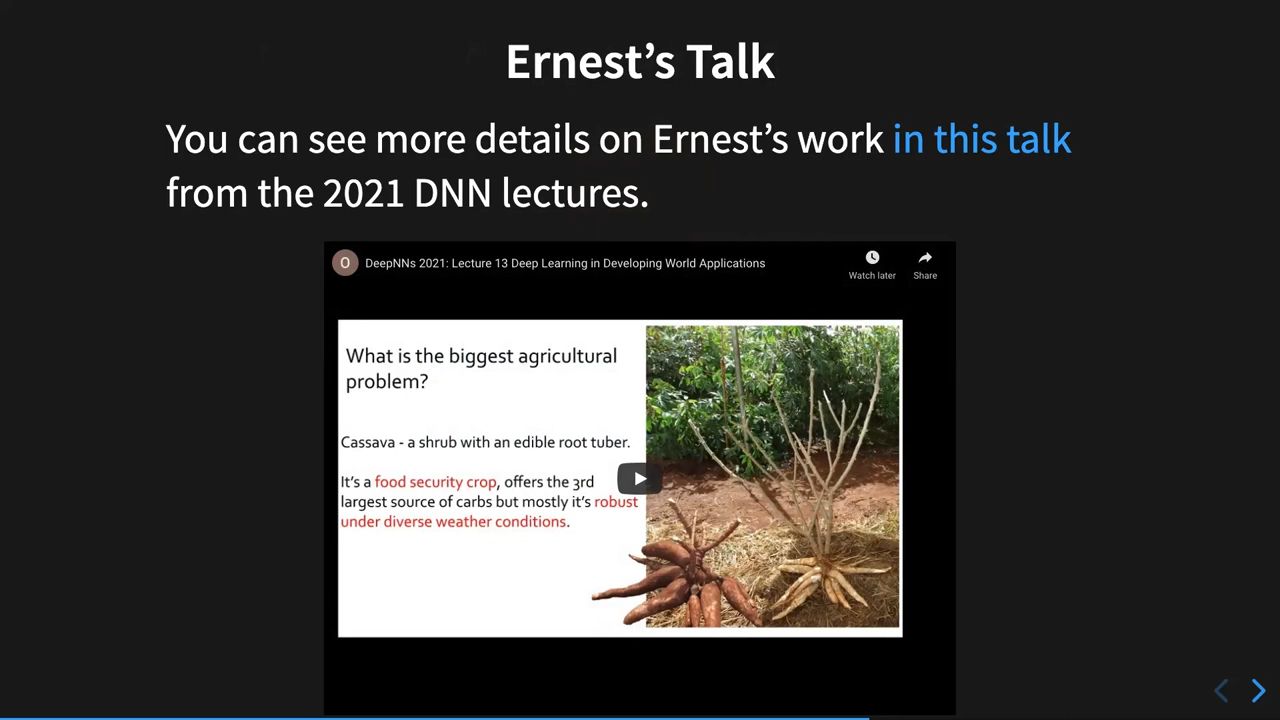 Ernest’s Talk
You can see more details on Ernest’s work in this talk
from the 2021 DNN lectures.
O
DeepNNs 2021: Lecture 13 Deep Learning in Developing World Applications
Watch later
Share
What is the biggest agricultural
problem?
Cassava - a shrub with an edible root tuber.
It’s a food security crop, offers the 3rd
largest source of carbs but mostly it’s robust
under diverse weather conditions.